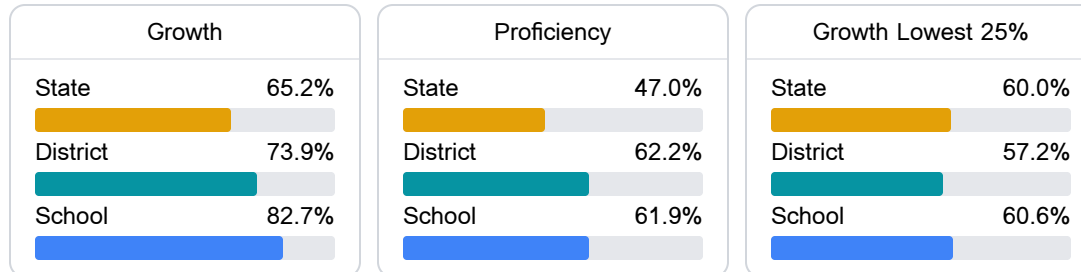 Growth
State 65.2%
District 73.9%
School 82.7%
Proficiency
State 47.0%
District 62.2%
School 61.9%
Growth Lowest 25%
State 60.0%
District 57.2%
School 60.6%